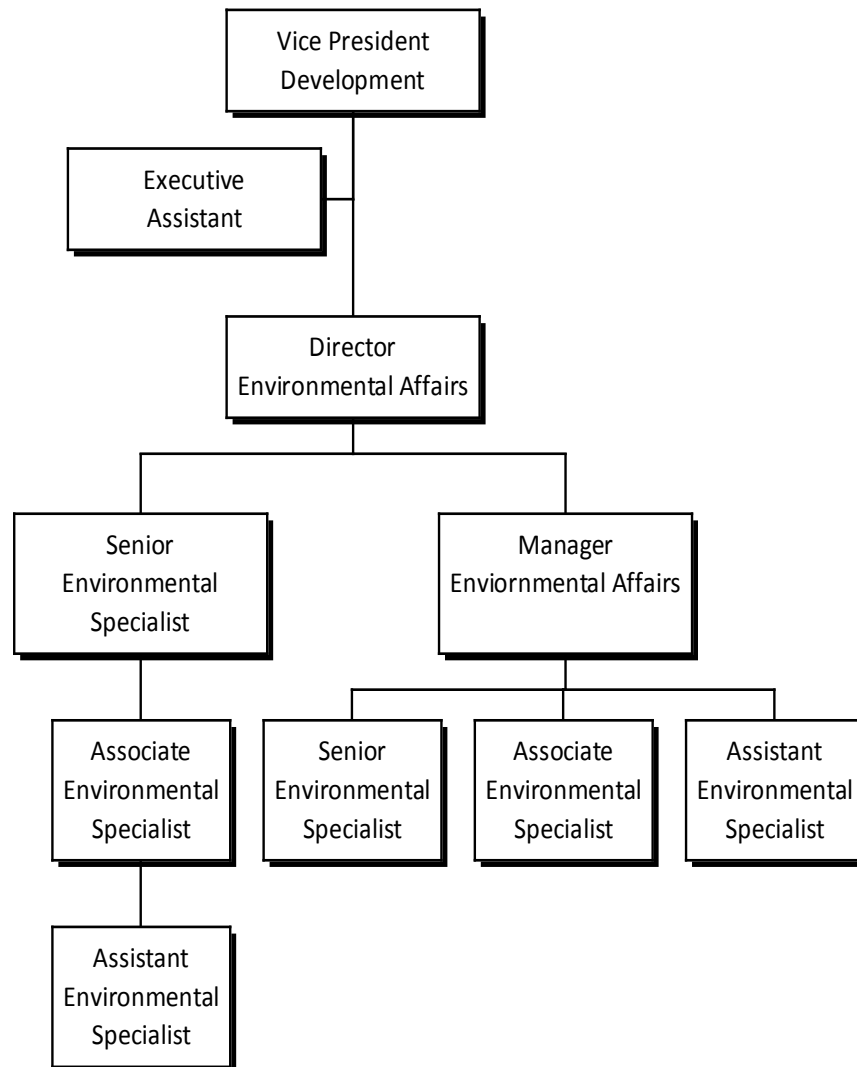 Vice President
Development
Executive
Assistant
Director
Environmental Affairs
Senior
Environmental
Specialist
Manager
Enviornmental Affairs
Associate
Environmental
Specialist
Senior
Environmental
Specialist
Associate
Environmental
Specialist
Assistant
Environmental
Specialist
Assistant
Environmental
Specialist